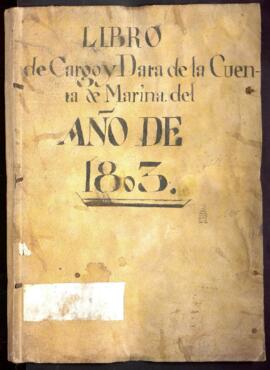 LIBRO
de Cargo y Data de la Cuen-
ta de Marina del
AÑO DE
1803.